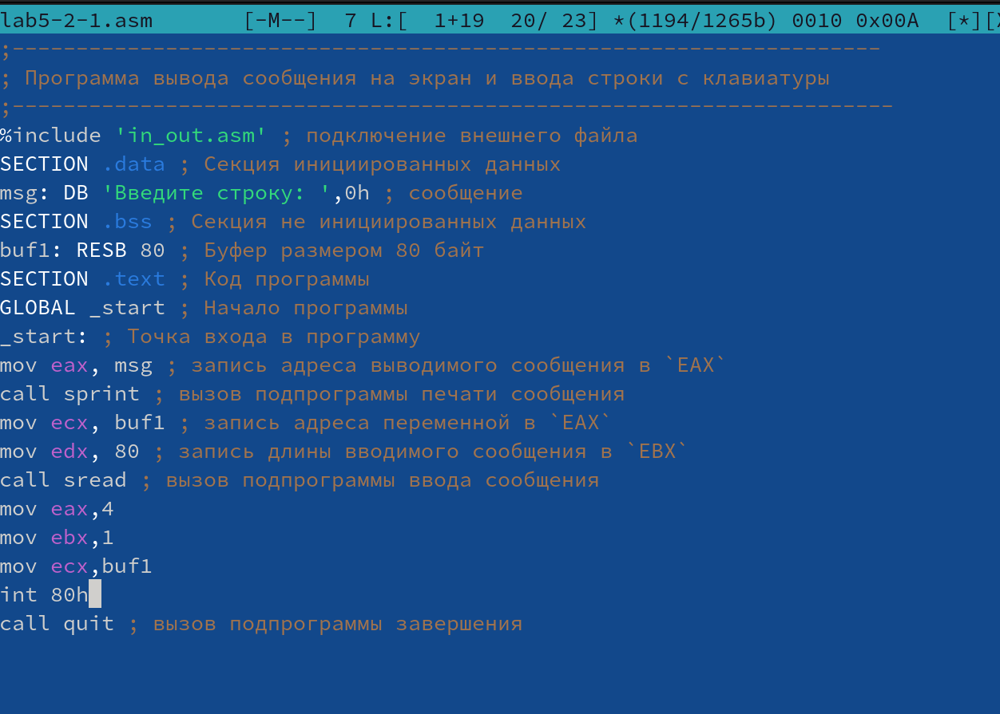 lab5-2-1.asm [-M--] 7 L:[ 1+19 20/ 23] *(1194/1265b) 0010 0x00A [*][X
;--------------------------------------------------------------------
; Программа вывода сообщения на экран и ввода строки с клавиатуры
;---------------------------------------------------------------------
%include 'in_out.asm' ; подключение внешнего файла
SECTION .data ; Секция инициированных данных
msg: DB 'Введите строку: ',0h ; сообщение
SECTION .bss ; Секция не инициированных данных
buf1: RESB 80 ; Буфер размером 80 байт
SECTION .text ; Код программы
GLOBAL _start ; Начало программы
_start: ; Точка входа в программу
mov eax, msg ; запись адреса выводимого сообщения в `EAX`
call sprint ; вызов подпрограммы печати сообщения
mov ecx, buf1 ; запись адреса переменной в `EAX`
mov edx, 80 ; запись длины вводимого сообщения в `EBX`
call sread ; вызов подпрограммы ввода сообщения
mov eax,4
mov ebx,1
mov ecx,buf1
int 80h
call quit ; вызов подпрограммы завершения